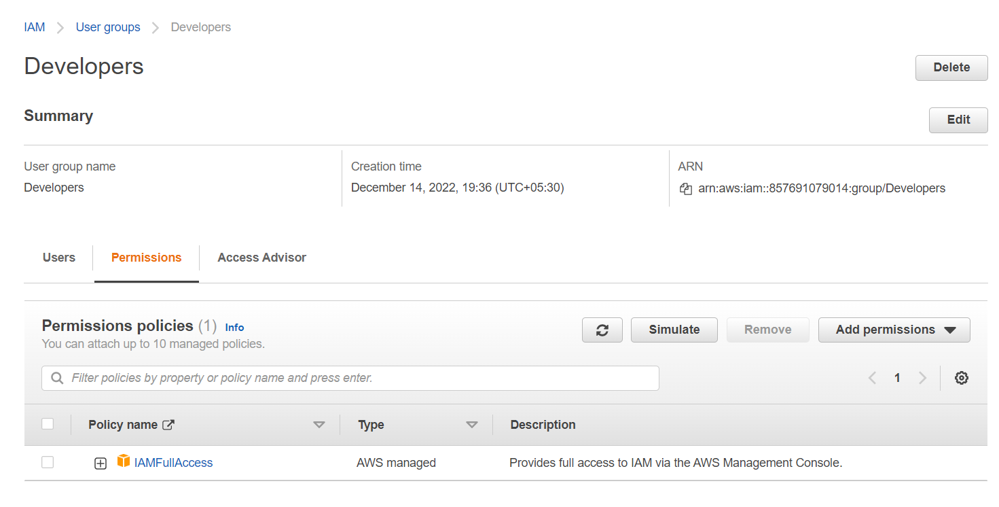 IAM > User groups > Developers
Developers
Delete
Summary
Edit
User group name
Creation time
ARN
Developers
December 14, 2022, 19:36 (UTC+05:30)
arn:aws:iam::857691079014:group/Developers
Users
Permissions
Access Advisor
Permissions policies (1) Info
You can attach up to 10 managed policies.
Simulate
Remove
Add permissions
Filter policies by property or policy name and press enter.
1
Policy name
Type
Description
IAMFullAccess
AWS managed
Provides full access to IAM via the AWS Management Console.